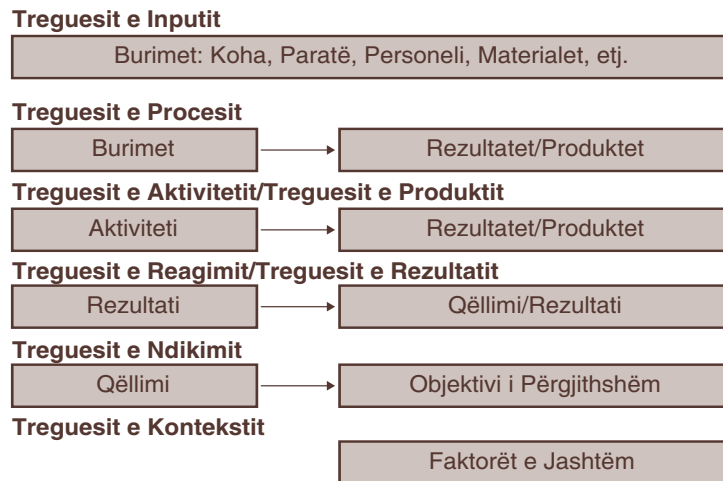 Treguesit e Inputit
Burimet: Koha, Paratë, Personeli, Materialet, etj.
Treguesit e Procesit
Burimet
Rezultatet/Produktet
Treguesit e Aktivitetit/Treguesit e Produktit
Aktiviteti
Rezultatet/Produktet
Treguesit e Reagimit/Treguesit e Rezultatit
Rezultati
Qëllimi/Rezultati
Treguesit e Ndikimit
Qëllimi
Objektivi i Përgjithshëm
Treguesit e Kontekstit
Faktorët e Jashtëm